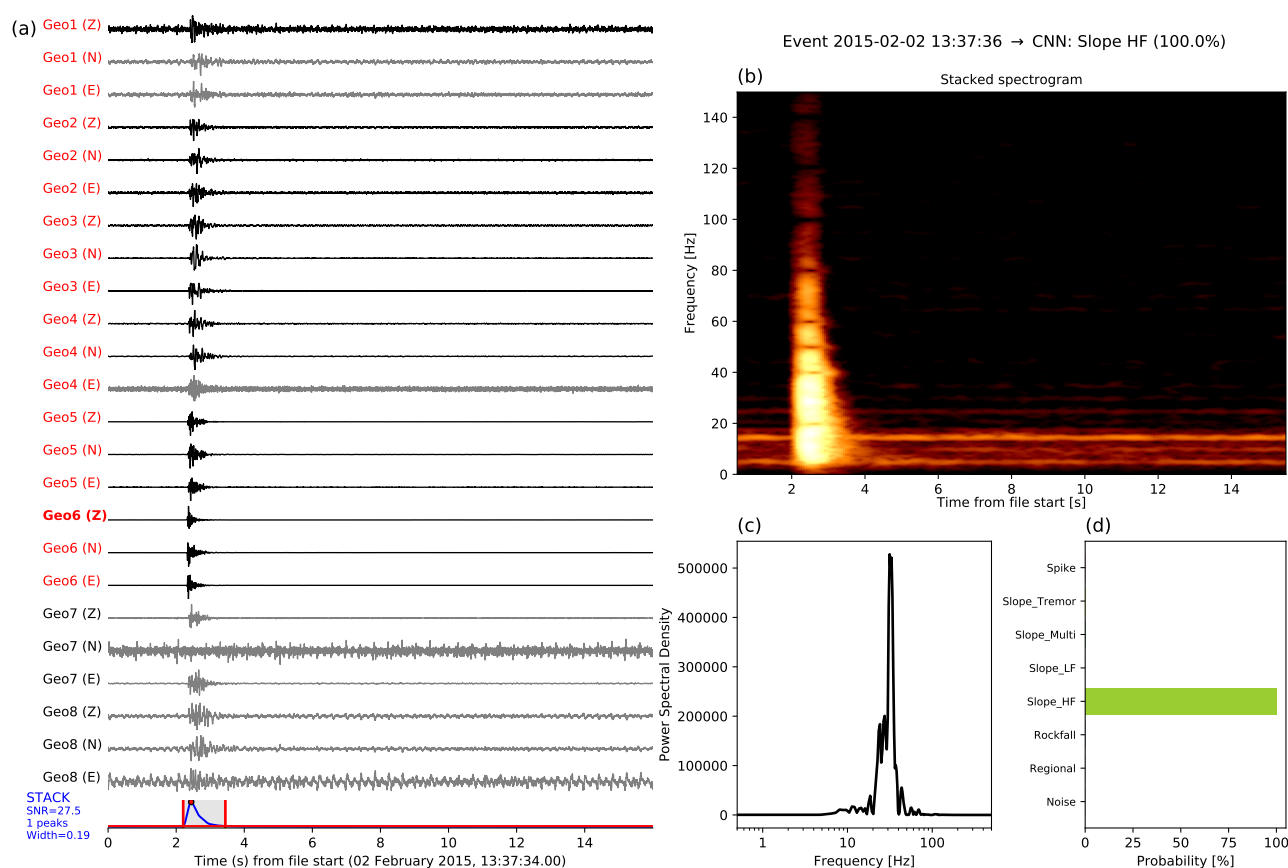 (a)
Geo1 (Z)
Geo1 (N)
Geo1 (E)
Geo2 (Z)
Geo2 (N)
Geo2 (E)
Geo3 (Z)
Geo3 (N)
Geo3 (E)
Geo4 (Z)
Geo4 (N)
Geo4 (E)
Geo5 (Z)
Geo5 (N)
Geo5 (E)
Geo6 (Z)
Geo6 (N)
Geo6 (E)
Geo7 (Z)
Geo7 (N)
Geo7 (E)
Geo8 (Z)
Geo8 (N)
Geo8 (E)
STACK
SNR=27.5
1 peaks
Width=0.19
0 2 4 6 8 10 12 14
Time (s) from file start (02 February 2015, 13:37:34.00)
Event 2015-02-02 13:37:36 → CNN: Slope HF (100.0%)
(b)
Stacked spectrogram
Frequency [Hz]
140
120
100
80
60
40
20
0
2 4 6 8 10 12 14
Time from file start [s]
(c)
Power Spectral Density
500000
400000
300000
200000
100000
0
1 10 100
Frequency [Hz]
(d)
Spike
Slope_Tremor
Slope_Multi
Slope_LF
Slope_HF
Rockfall
Regional
Noise
0 25 50 75 100
Probability [%]